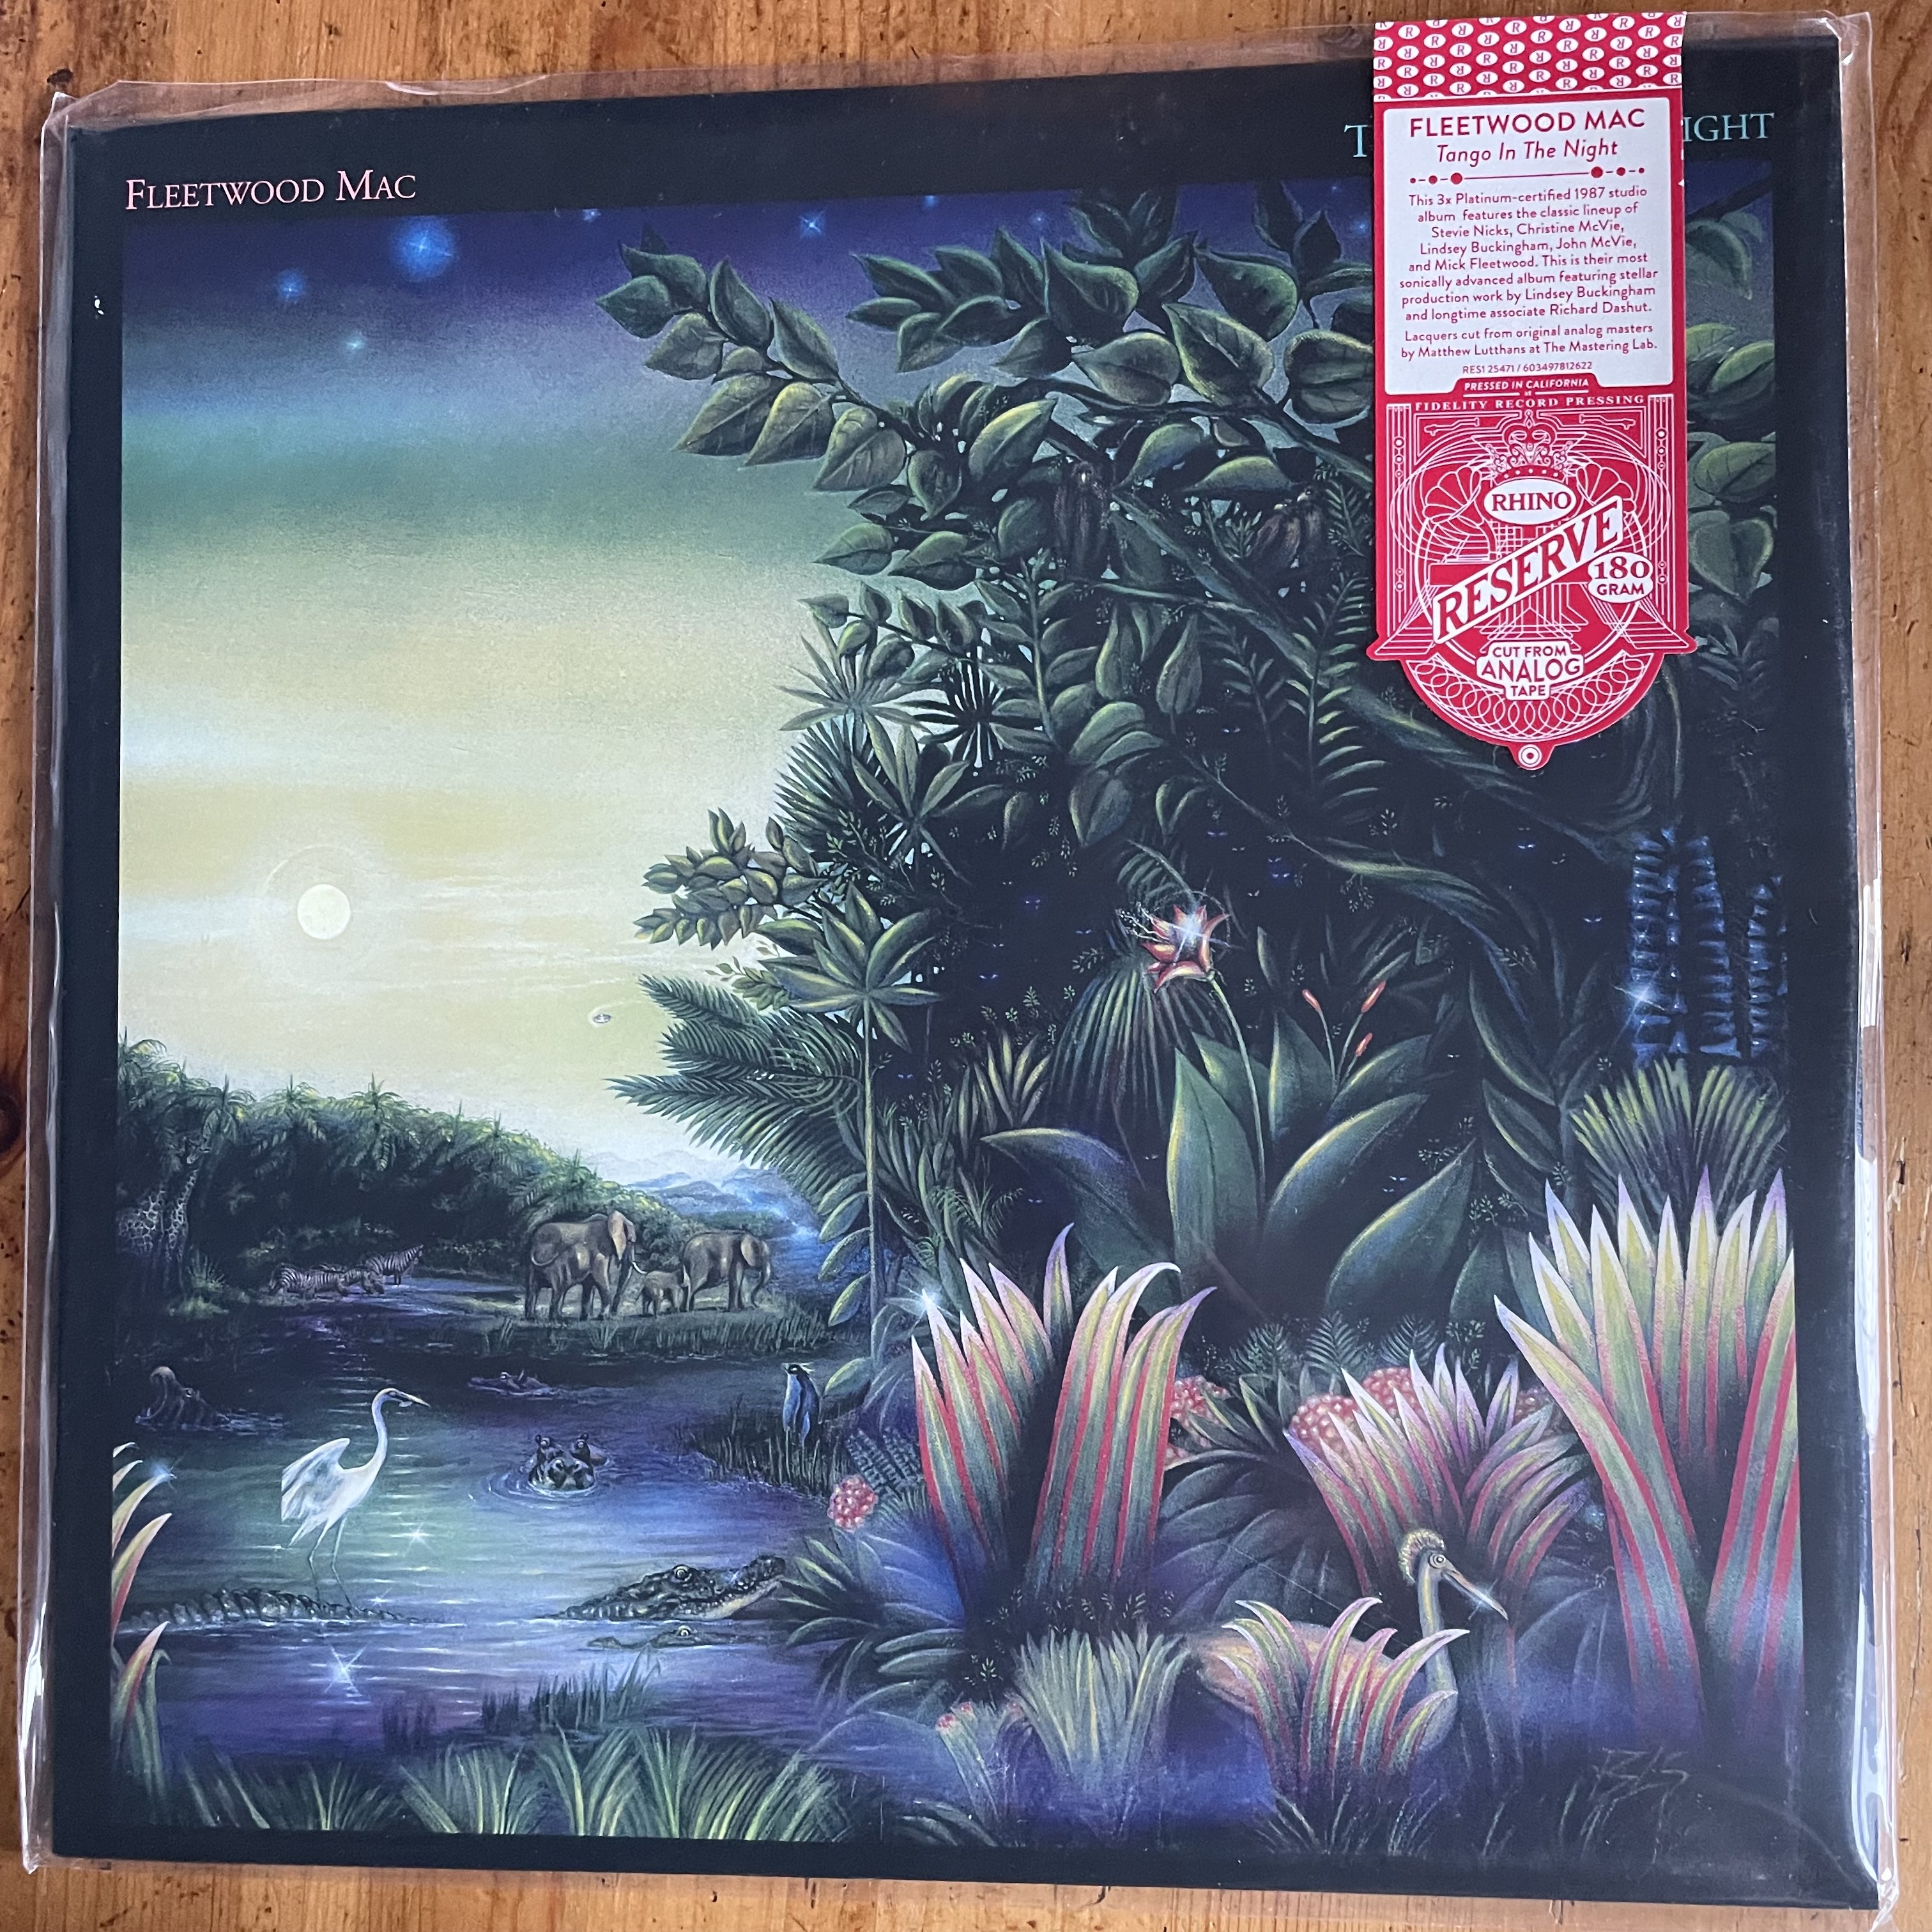 FLEETWOOD MAC
T
IGHT
FLEETWOOD MAC
Tango In The Night
This 3x Platinum-certified 1987 studio
album features the classic lineup of
Stevie Nicks, Christine McVie,
Lindsey Buckingham, John McVie,
and Mick Fleetwood. This is their most
sonically advanced album featuring stellar
production work by Lindsey Buckingham
and longtime associate Richard Dashut.
Lacquers cut from original analog masters
by Matthew Lutthans at The Mastering Lab.
RES1 25471 / 603497812622
PRESSED IN CALIFORNIA
at
FIDELITY RECORD PRESSING
RHINO
RESERVE
180
GRAM
CUT FROM
ANALOG
TAPE